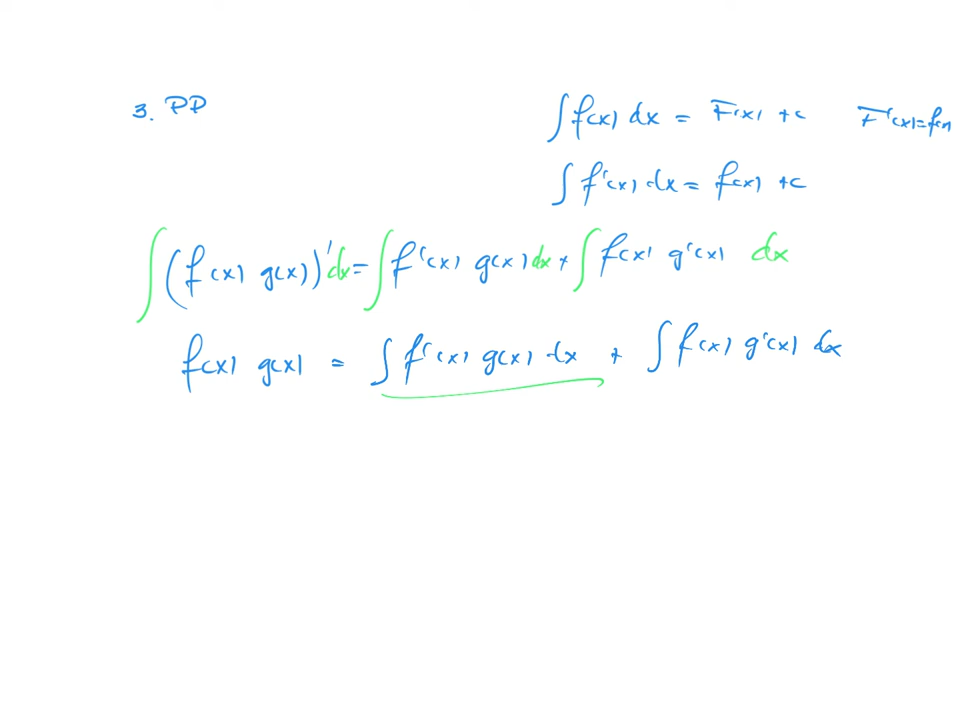 3. PP
∫ f(x) dx = F(x) + c F'(x) = f(x)
∫ f'(x) dx = f(x) + c
∫ (f(x) g(x))' dx = ∫ f'(x) g(x) dx + ∫ f(x) g'(x) dx
f(x) g(x) = ∫ f'(x) g(x) dx + ∫ f(x) g'(x) dx